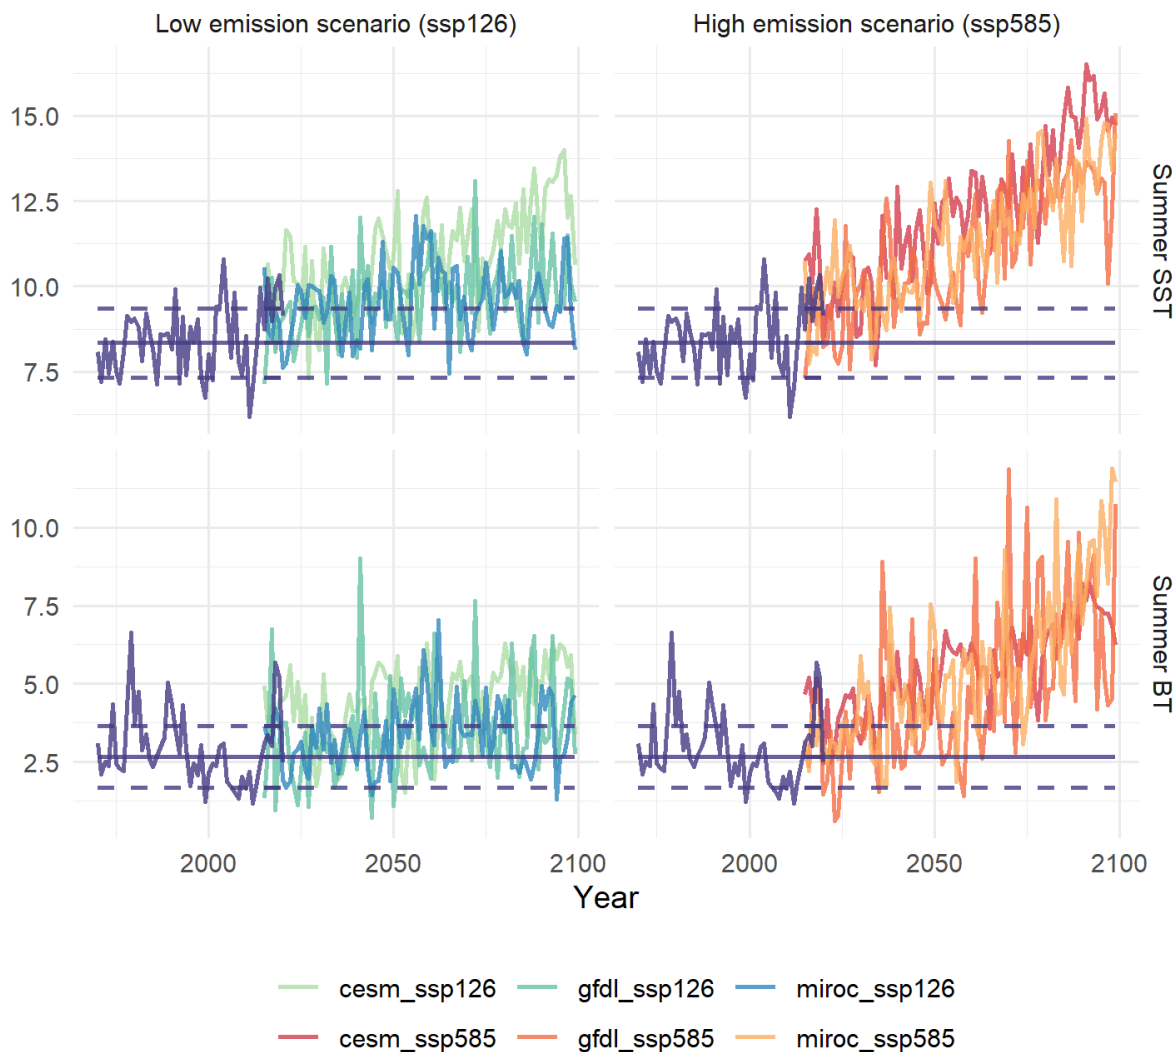 Low emission scenario (ssp126)
High emission scenario (ssp585)
15.0
12.5
10.0
7.5
Summer SST
10.0
7.5
5.0
2.5
Summer BT
2000
2050
2100
2000
2050
2100
Year
cesm_ssp126
gfdl_ssp126
miroc_ssp126
cesm_ssp585
gfdl_ssp585
miroc_ssp585